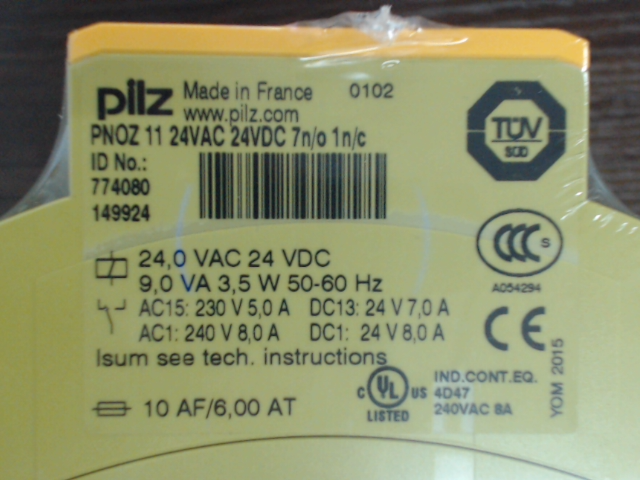 pilz Made in France 0102
www.pilz.com
PNOZ 11 24VAC 24VDC 7n/o 1n/c
ID No.:
774080
149924
TÜV
SÜD
24,0 VAC 24 VDC
9,0 VA 3,5 W 50-60 Hz
AC15: 230 V 5,0 A DC13: 24 V 7,0 A
AC1: 240 V 8,0 A DC1: 24 V 8,0 A
Isum see tech. instructions
10 AF/6,00 AT
CCC S
A054294
CE
YOM 2015
C UL US
LISTED
IND.CONT.EQ.
4D47
240VAC 8A